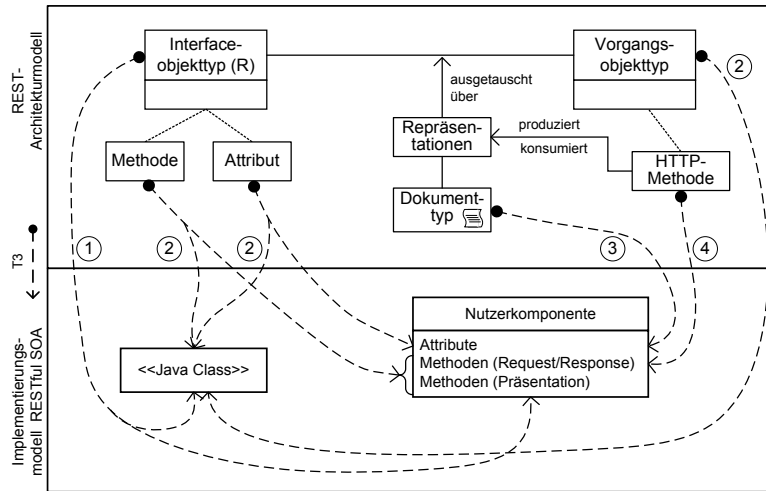 REST-
Architekturmodell
Interface-
objekttyp (R)
Vorgangs-
objekttyp
2
ausgetauscht
über
Methode
Attribut
Repräsen-
tationen
produziert
konsumiert
HTTP-
Methode
Dokument-
typ
1
2
2
3
4
T3
Implementierungs-
modell RESTful SOA
<<Java Class>>
Nutzerkomponente
Attribute
Methoden (Request/Response)
Methoden (Präsentation)